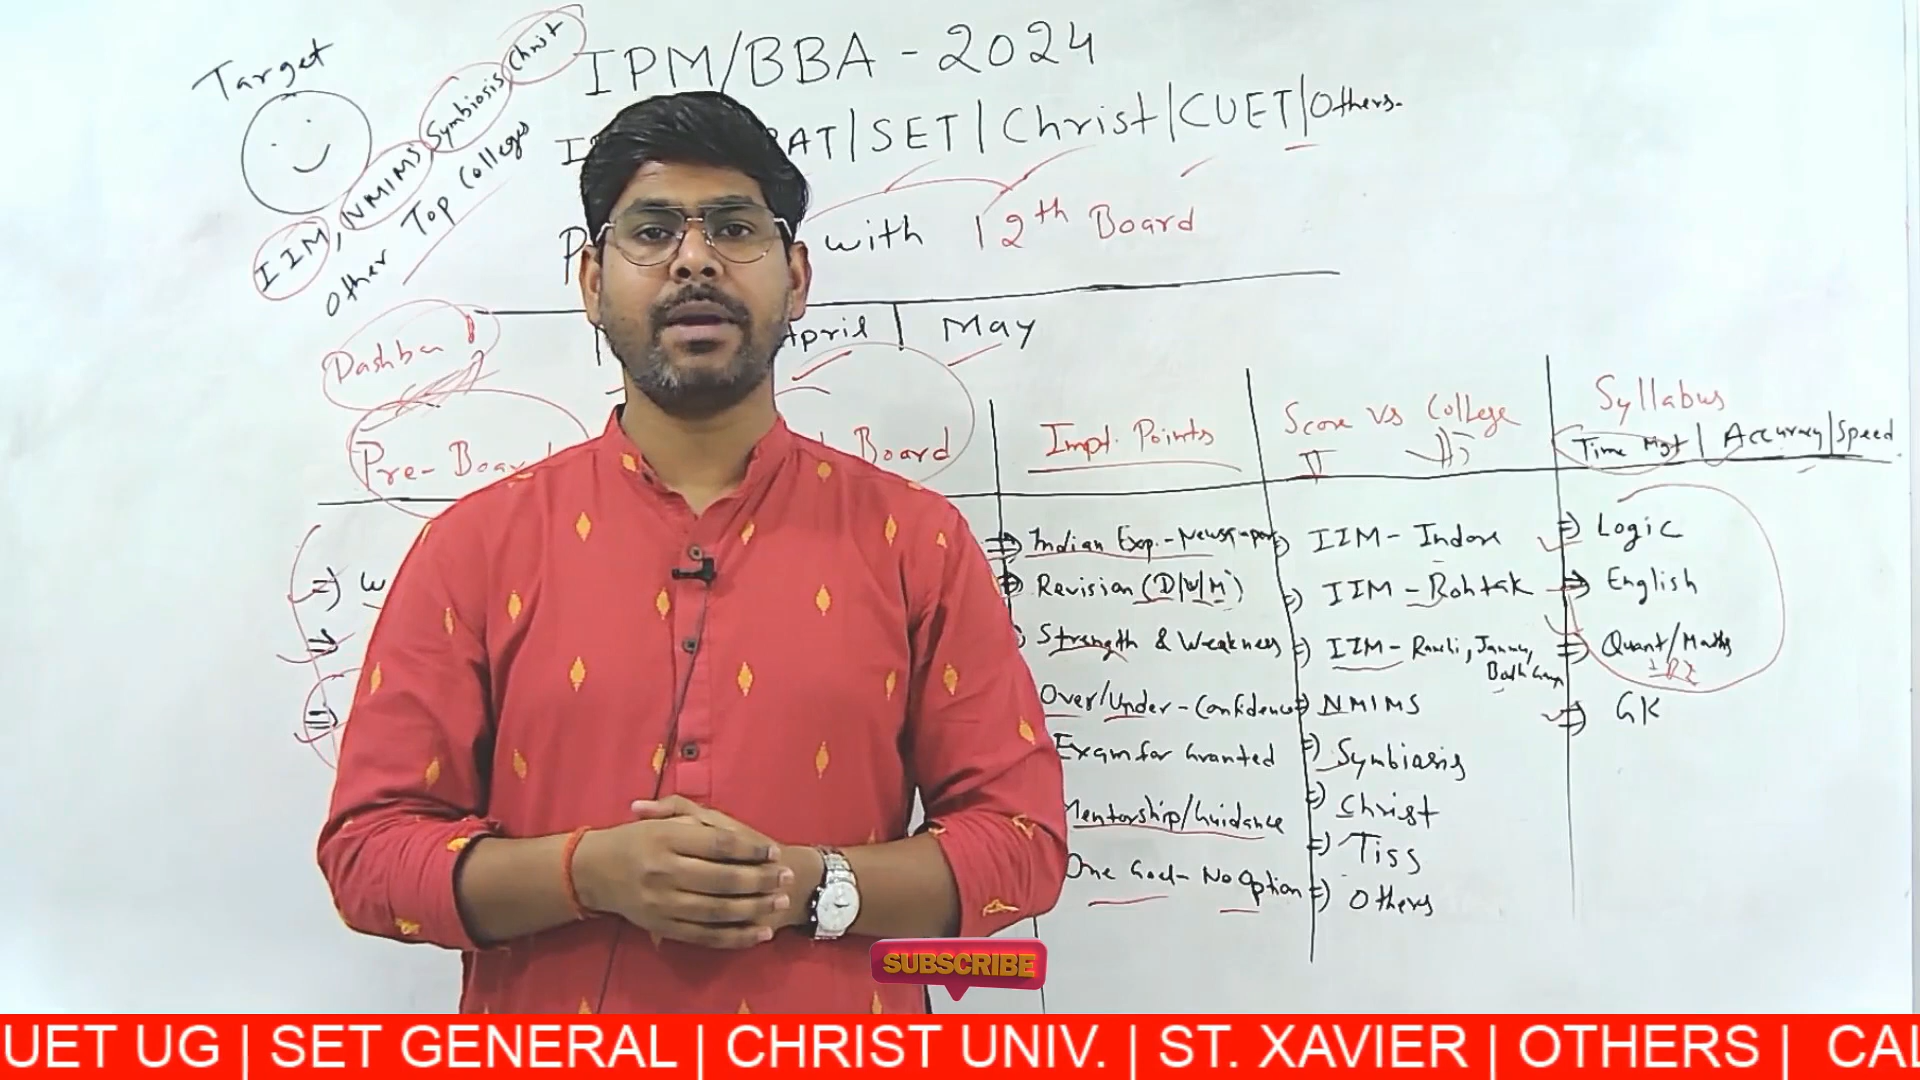 Target
IIM, NMIMS Symbiosis Christ
Other Top Colleges
IPM/BBA - 2024
AT|SET|Christ|CUET|Others.
with 12th Board
April | May
Pre-Board
Board
Impt. Points
Indian Exp.-Newspaper
Revision (D/W/M)
Strength & Weakness
Over/Under-Confidence
Exam for Granted
Mentorship/Guidance
One Goal-No Option
Score Vs College
IIM-Indore
IIM-Rohtak
IIM-Ranchi, Jammu,
NMIMS
Symbiosis
Christ
Tiss
Others
Syllabus
Time Mgt | Accuracy | Speed
Logic
English
Quant/Maths
GK
SUBSCRIBE
UET UG | SET GENERAL | CHRIST UNIV. | ST. XAVIER | OTHERS | CAL